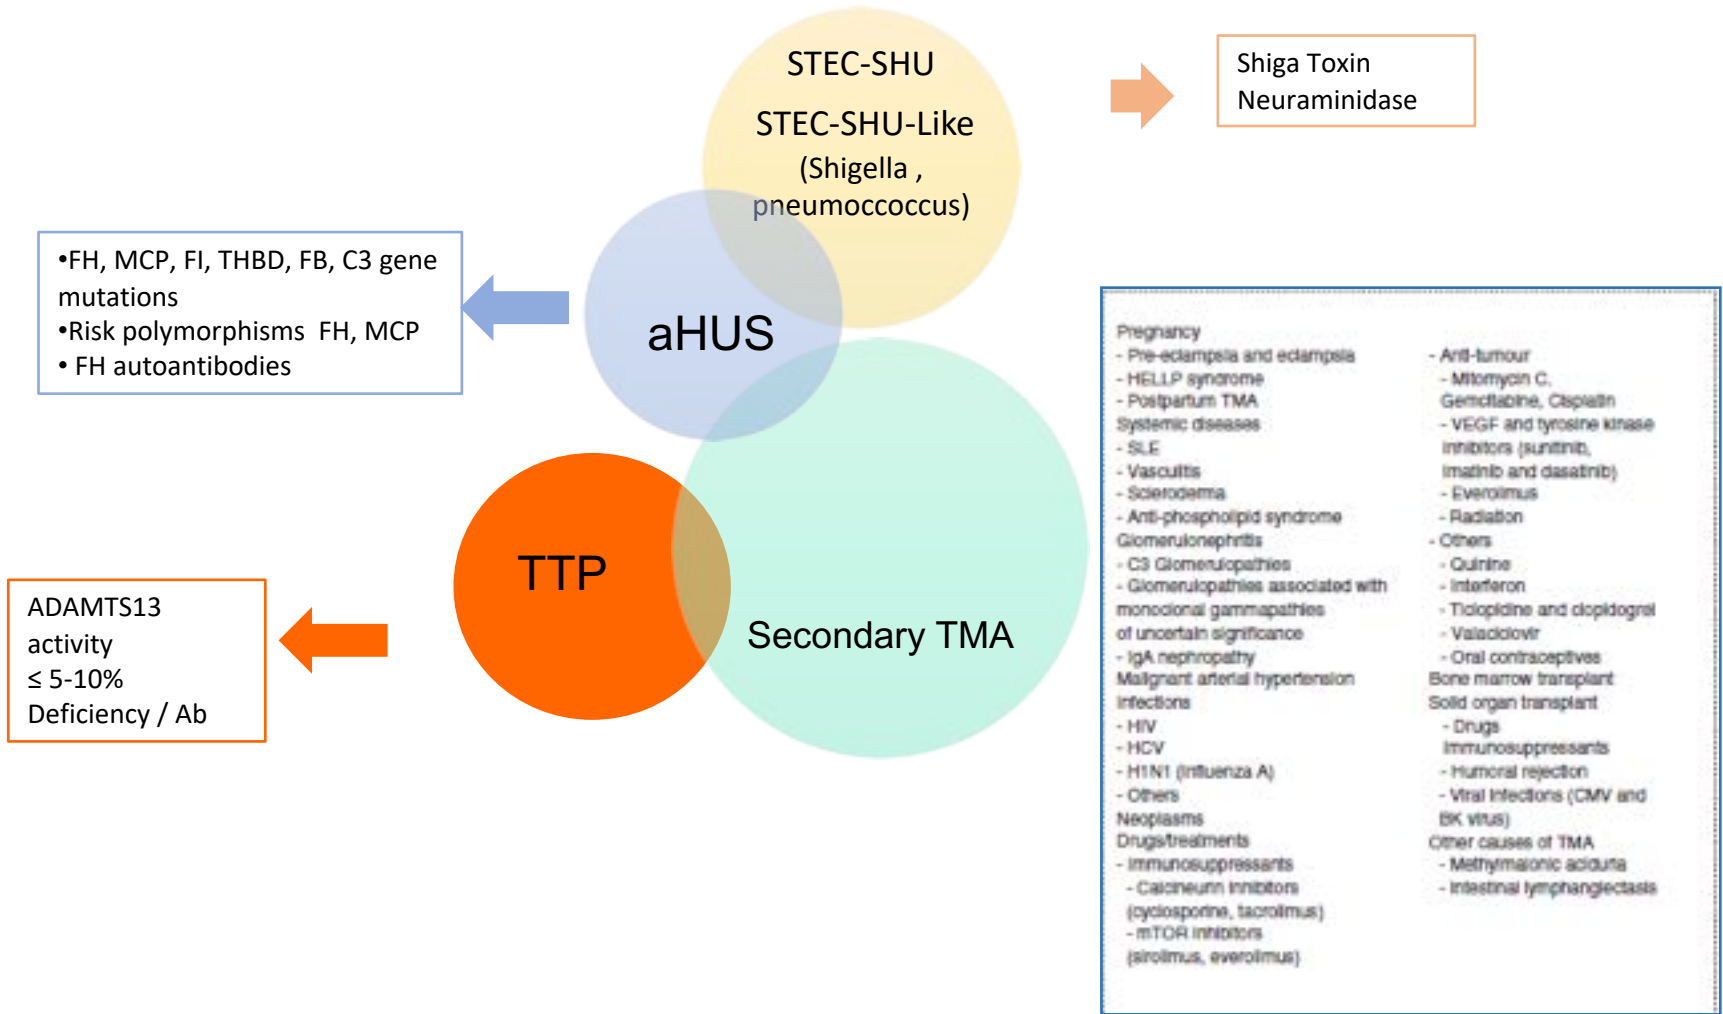 STEC-SHU
STEC-SHU-Like
(Shigella ,
pneumoccoccus)
Shiga Toxin
Neuraminidase
•FH, MCP, FI, THBD, FB, C3 gene
mutations
•Risk polymorphisms FH, MCP
• FH autoantibodies
aHUS
TTP
Secondary TMA
ADAMTS13
activity
≤ 5-10%
Deficiency / Ab
Pregnancy
- Pre-eclampsia and eclampsia
- HELLP syndrome
- Postpartum TMA
Systemic diseases
- SLE
- Vasculitis
- Scleroderma
- Anti-phospholipid syndrome
Glomerulonephritis
- C3 Glomerulopathies
- Glomerulopathies associated with
monoclonal gammapathies
of uncertain significance
- IgA nephropathy
Malignant arterial hypertension
Infections
- HIV
- HCV
- H1N1 (Influenza A)
- Others
Neoplasms
Drugs/treatments
- Immunosuppressants
- Calcineurin inhibitors
(cyclosporine, tacrolimus)
- mTOR inhibitors
(sirolimus, everolimus)
- Anti-tumour
- Mitomycin C,
Gemcitabine, Cisplatin
- VEGF and tyrosine kinase
inhibitors (sunitinib,
imatinib and dasatinib)
- Everolimus
- Radiation
- Others
- Quinine
- Interferon
- Ticlopidine and clopidogrel
- Valaciclovir
- Oral contraceptives
Bone marrow transplant
Solid organ transplant
- Drugs
Immunosuppressants
- Humoral rejection
- Viral infections (CMV and
BK virus)
Other causes of TMA
- Methylmalonic aciduria
- Intestinal lymphangiectasis